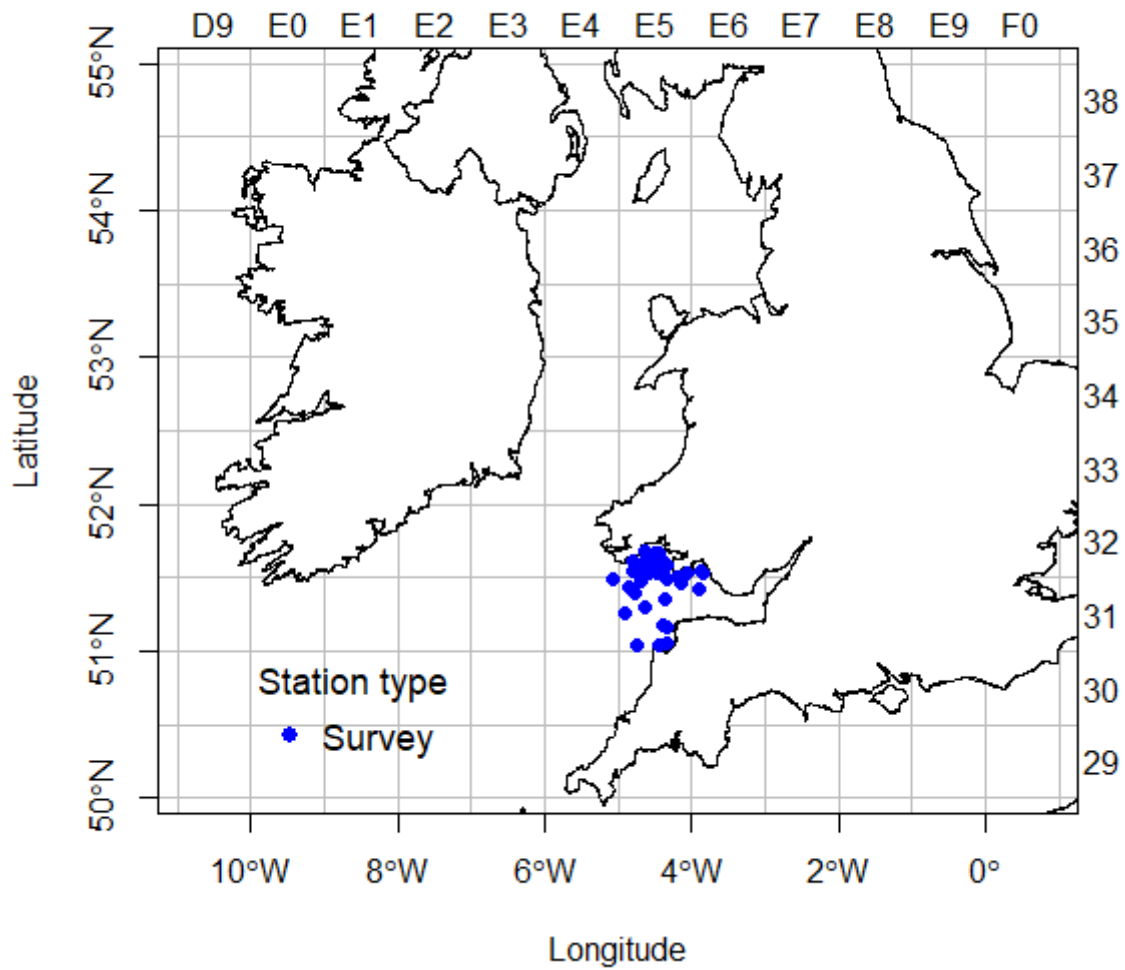 D9 E0 E1 E2 E3 E4 E5 E6 E7 E8 E9 F0
55°N
38
37
54°N
36
35
53°N
34
33
52°N
32
31
51°N
30
29
50°N
Latitude
Station type
Survey
10°W 8°W 6°W 4°W 2°W 0°
Longitude